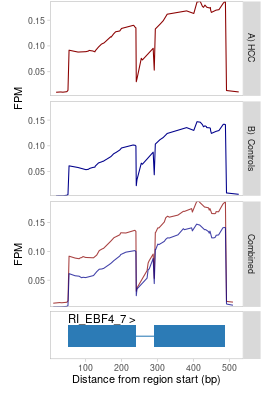 0.15
0.10
0.05
A) HCC
FPM
0.15
0.10
0.05
B) Controls
0.15
0.10
0.05
Combined
FPM
RI_EBF4_7 >
100 200 300 400 500
Distance from region start (bp)